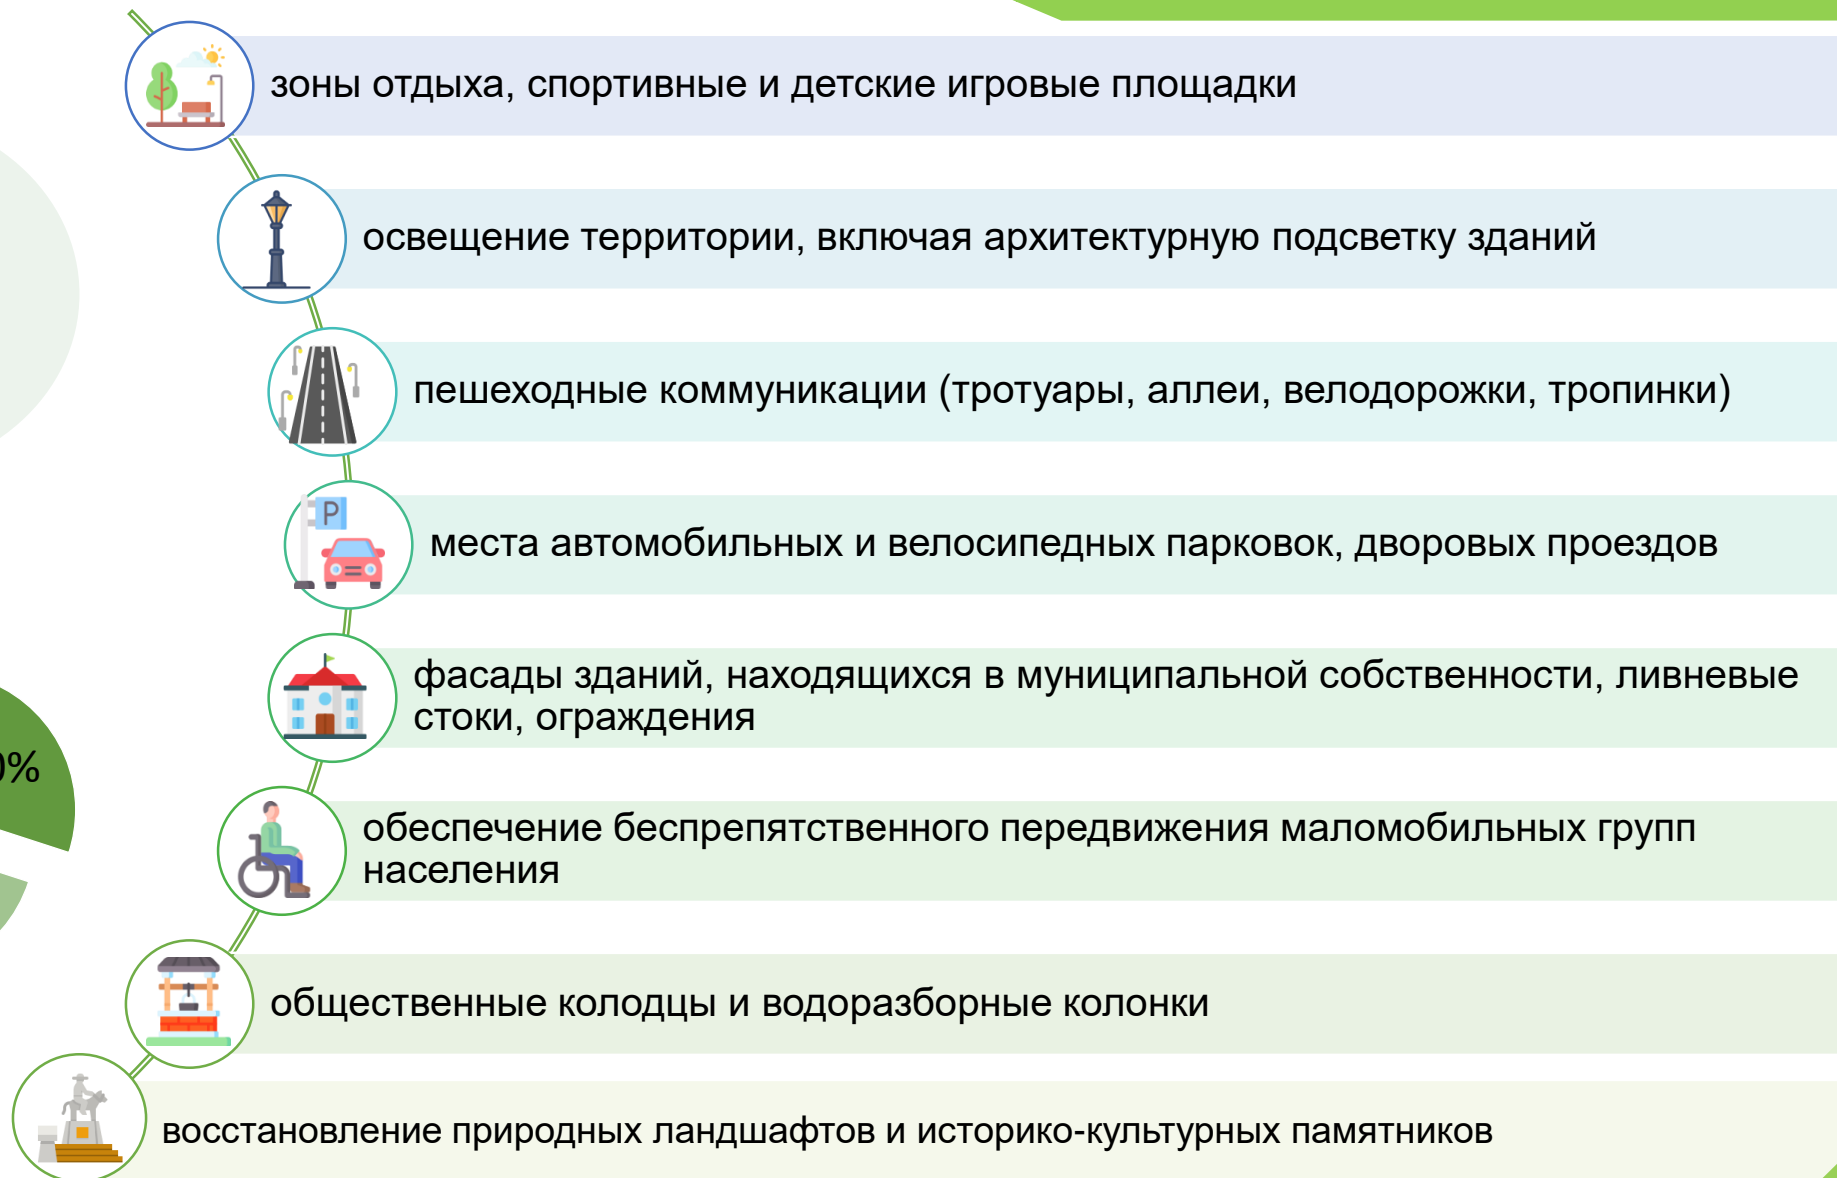 зоны отдыха, спортивные и детские игровые площадки
освещение территории, включая архитектурную подсветку зданий
пешеходные коммуникации (тротуары, аллеи, велодорожки, тропинки)
P
места автомобильных и велосипедных парковок, дворовых проездов
фасады зданий, находящихся в муниципальной собственности, ливневые
стоки, ограждения
0%
обеспечение беспрепятственного передвижения маломобильных групп
населения
общественные колодцы и водоразборные колонки
восстановление природных ландшафтов и историко-культурных памятников